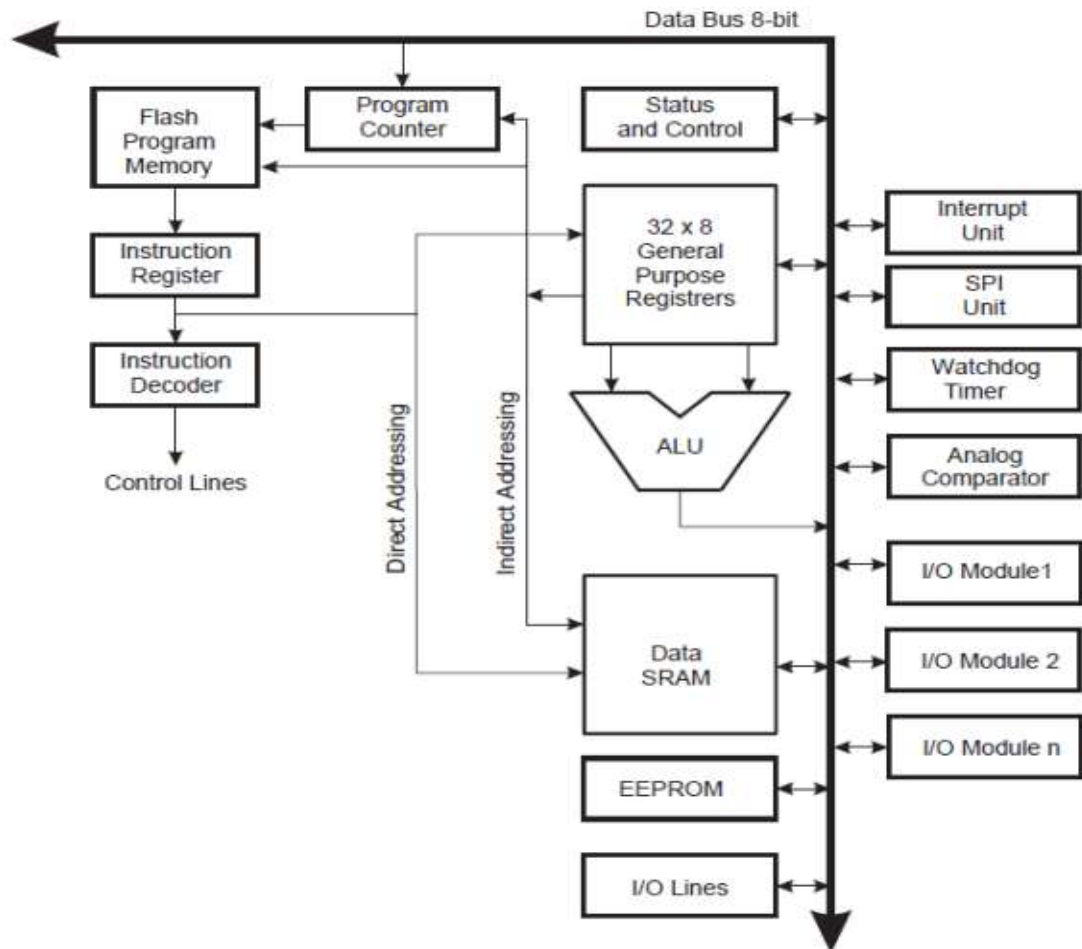 Data Bus 8-bit
Flash
Program
Memory
Program
Counter
Status
and Control
Instruction
Register
32 x 8
General
Purpose
Registrers
Interrupt
Unit
SPI
Unit
Instruction
Decoder
Watchdog
Timer
Control Lines
Direct Addressing
Indirect Addressing
ALU
Analog
Comparator
I/O Module1
Data
SRAM
I/O Module 2
I/O Module n
EEPROM
I/O Lines